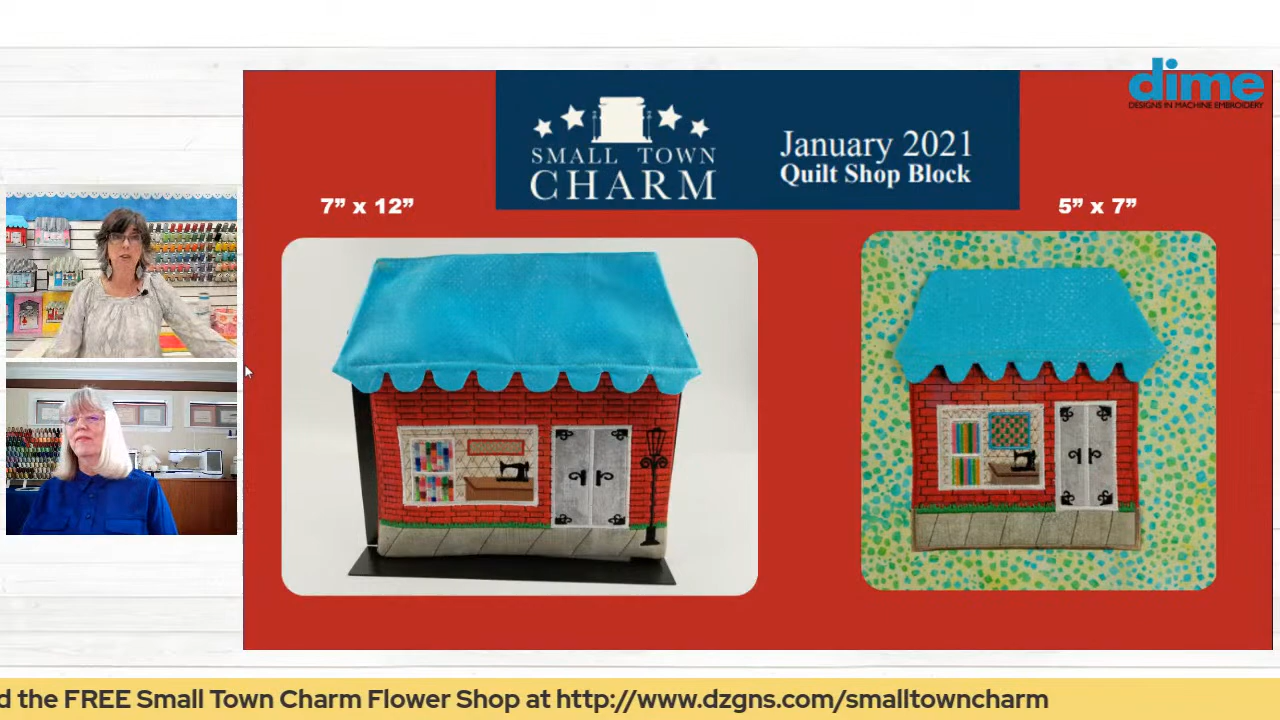 dime
DESIGNS IN MACHINE EMBROIDERY
SMALL TOWN
CHARM
January 2021
Quilt Shop Block
7” x 12”
5” x 7”
d the FREE Small Town Charm Flower Shop at http://www.dzgns.com/smalltowncharm